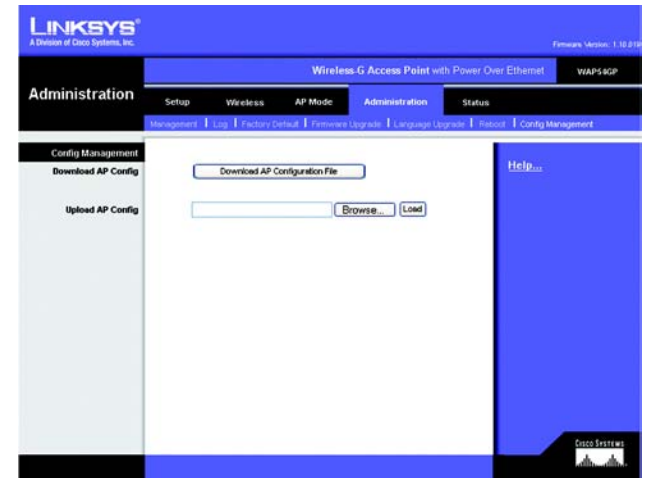 LINKSYS®
A Division of Cisco Systems, Inc.
Firmware Version: 1.10
Wireless-G Access Point with Power Over Ethernet WAP54GP
Administration
Setup Wireless AP Mode Administration Status
Management | Log | Factory Default | Firmware Upgrade | Language Upgrade | Reboot | Config Management
Config Management
Download AP Config Download AP Configuration File Help...
Upload AP Config Browse... Load
CISCO SYSTEMS